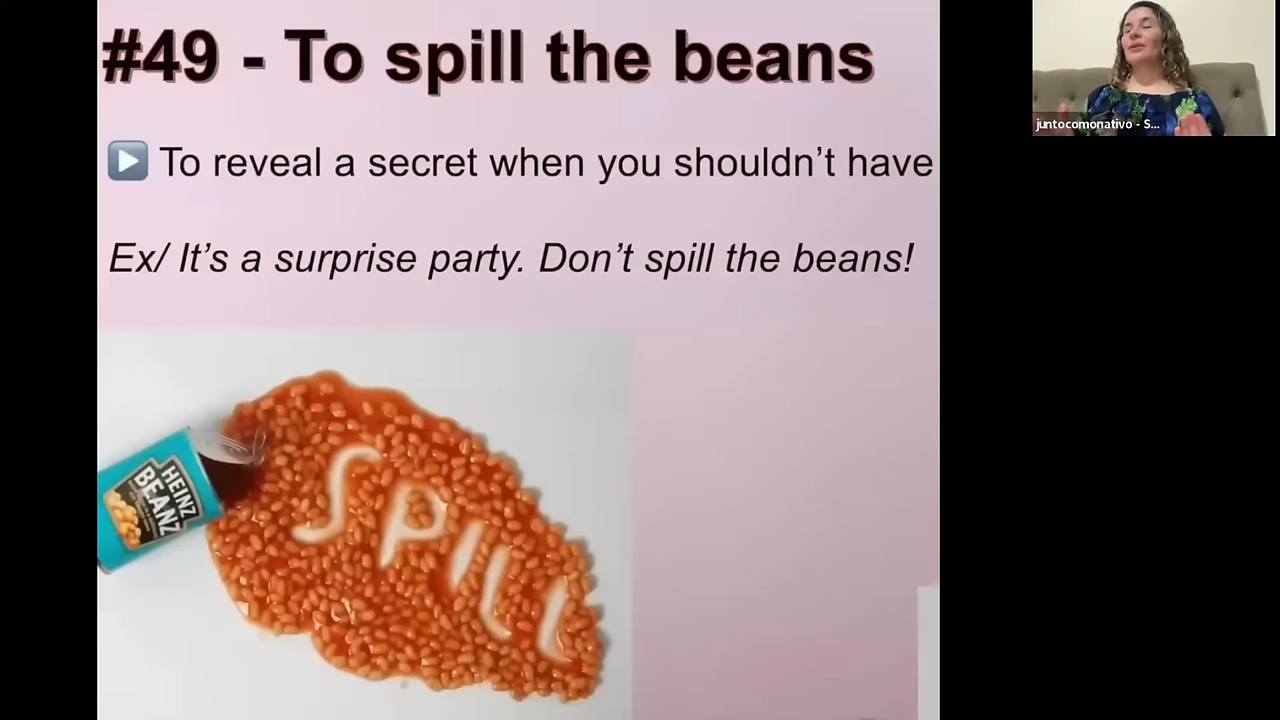 #49 - To spill the beans
To reveal a secret when you shouldn't have
Ex/ It's a surprise party. Don't spill the beans!
HEINZ
BEANZ
SPILL
juntocomonativo - S...